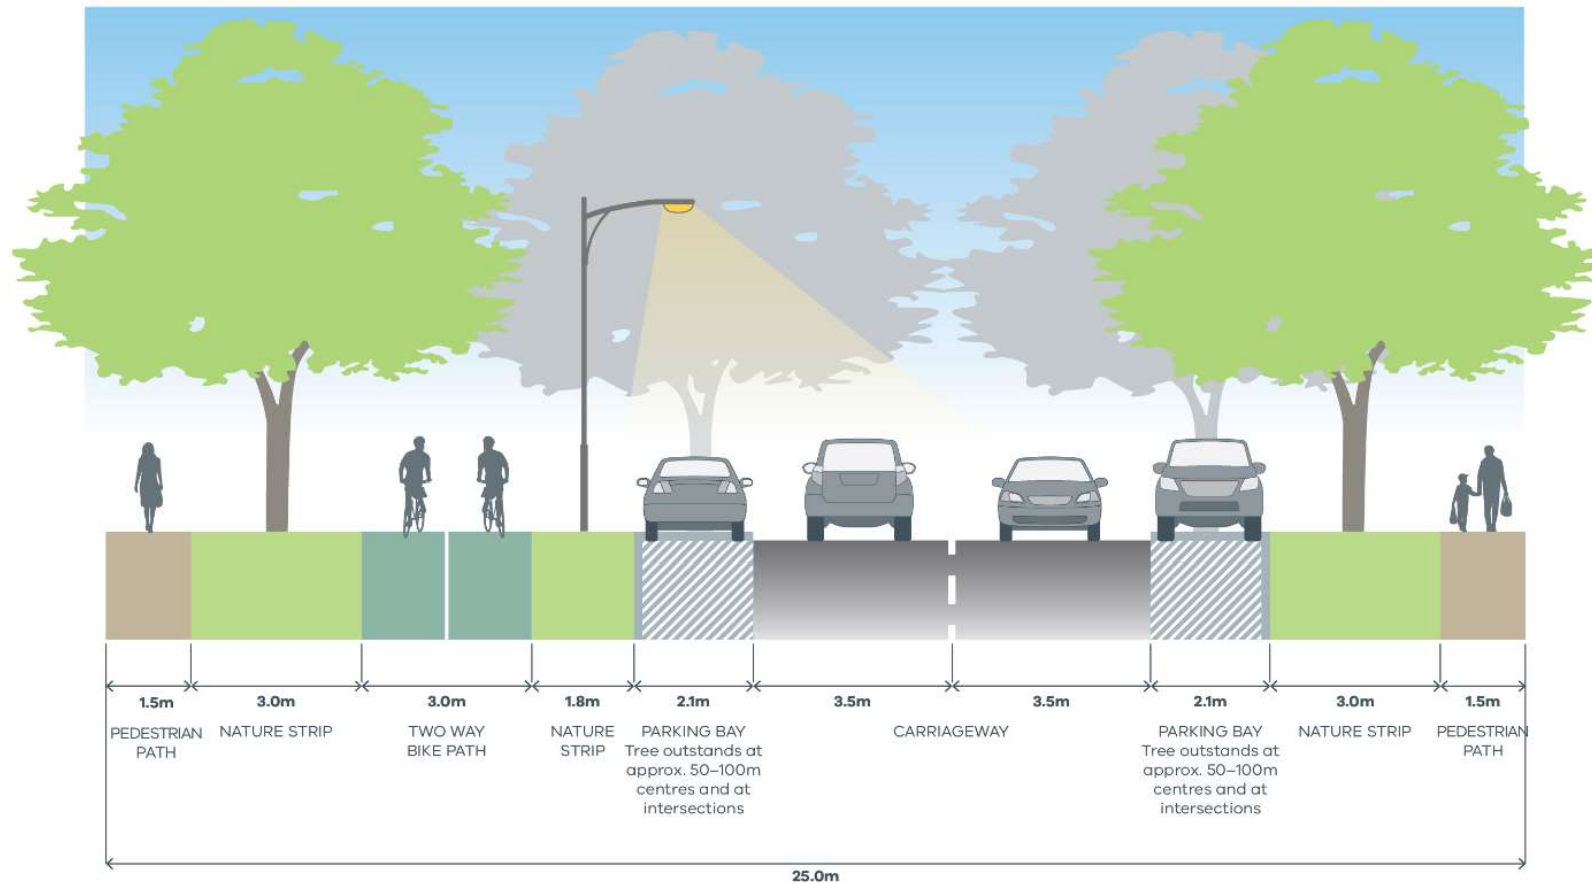 1.5m
3.0m
3.0m
1.8m
2.1m
3.5m
3.5m
2.1m
3.0m
1.5m
PEDESTRIAN
PATH
NATURE STRIP
TWO WAY
BIKE PATH
NATURE
STRIP
PARKING BAY
Tree outstands at
approx. 50–100m
centres and at
intersections
CARRIAGEWAY
PARKING BAY
Tree outstands at
approx. 50–100m
centres and at
intersections
NATURE STRIP
PEDESTRIAN
PATH
25.0m